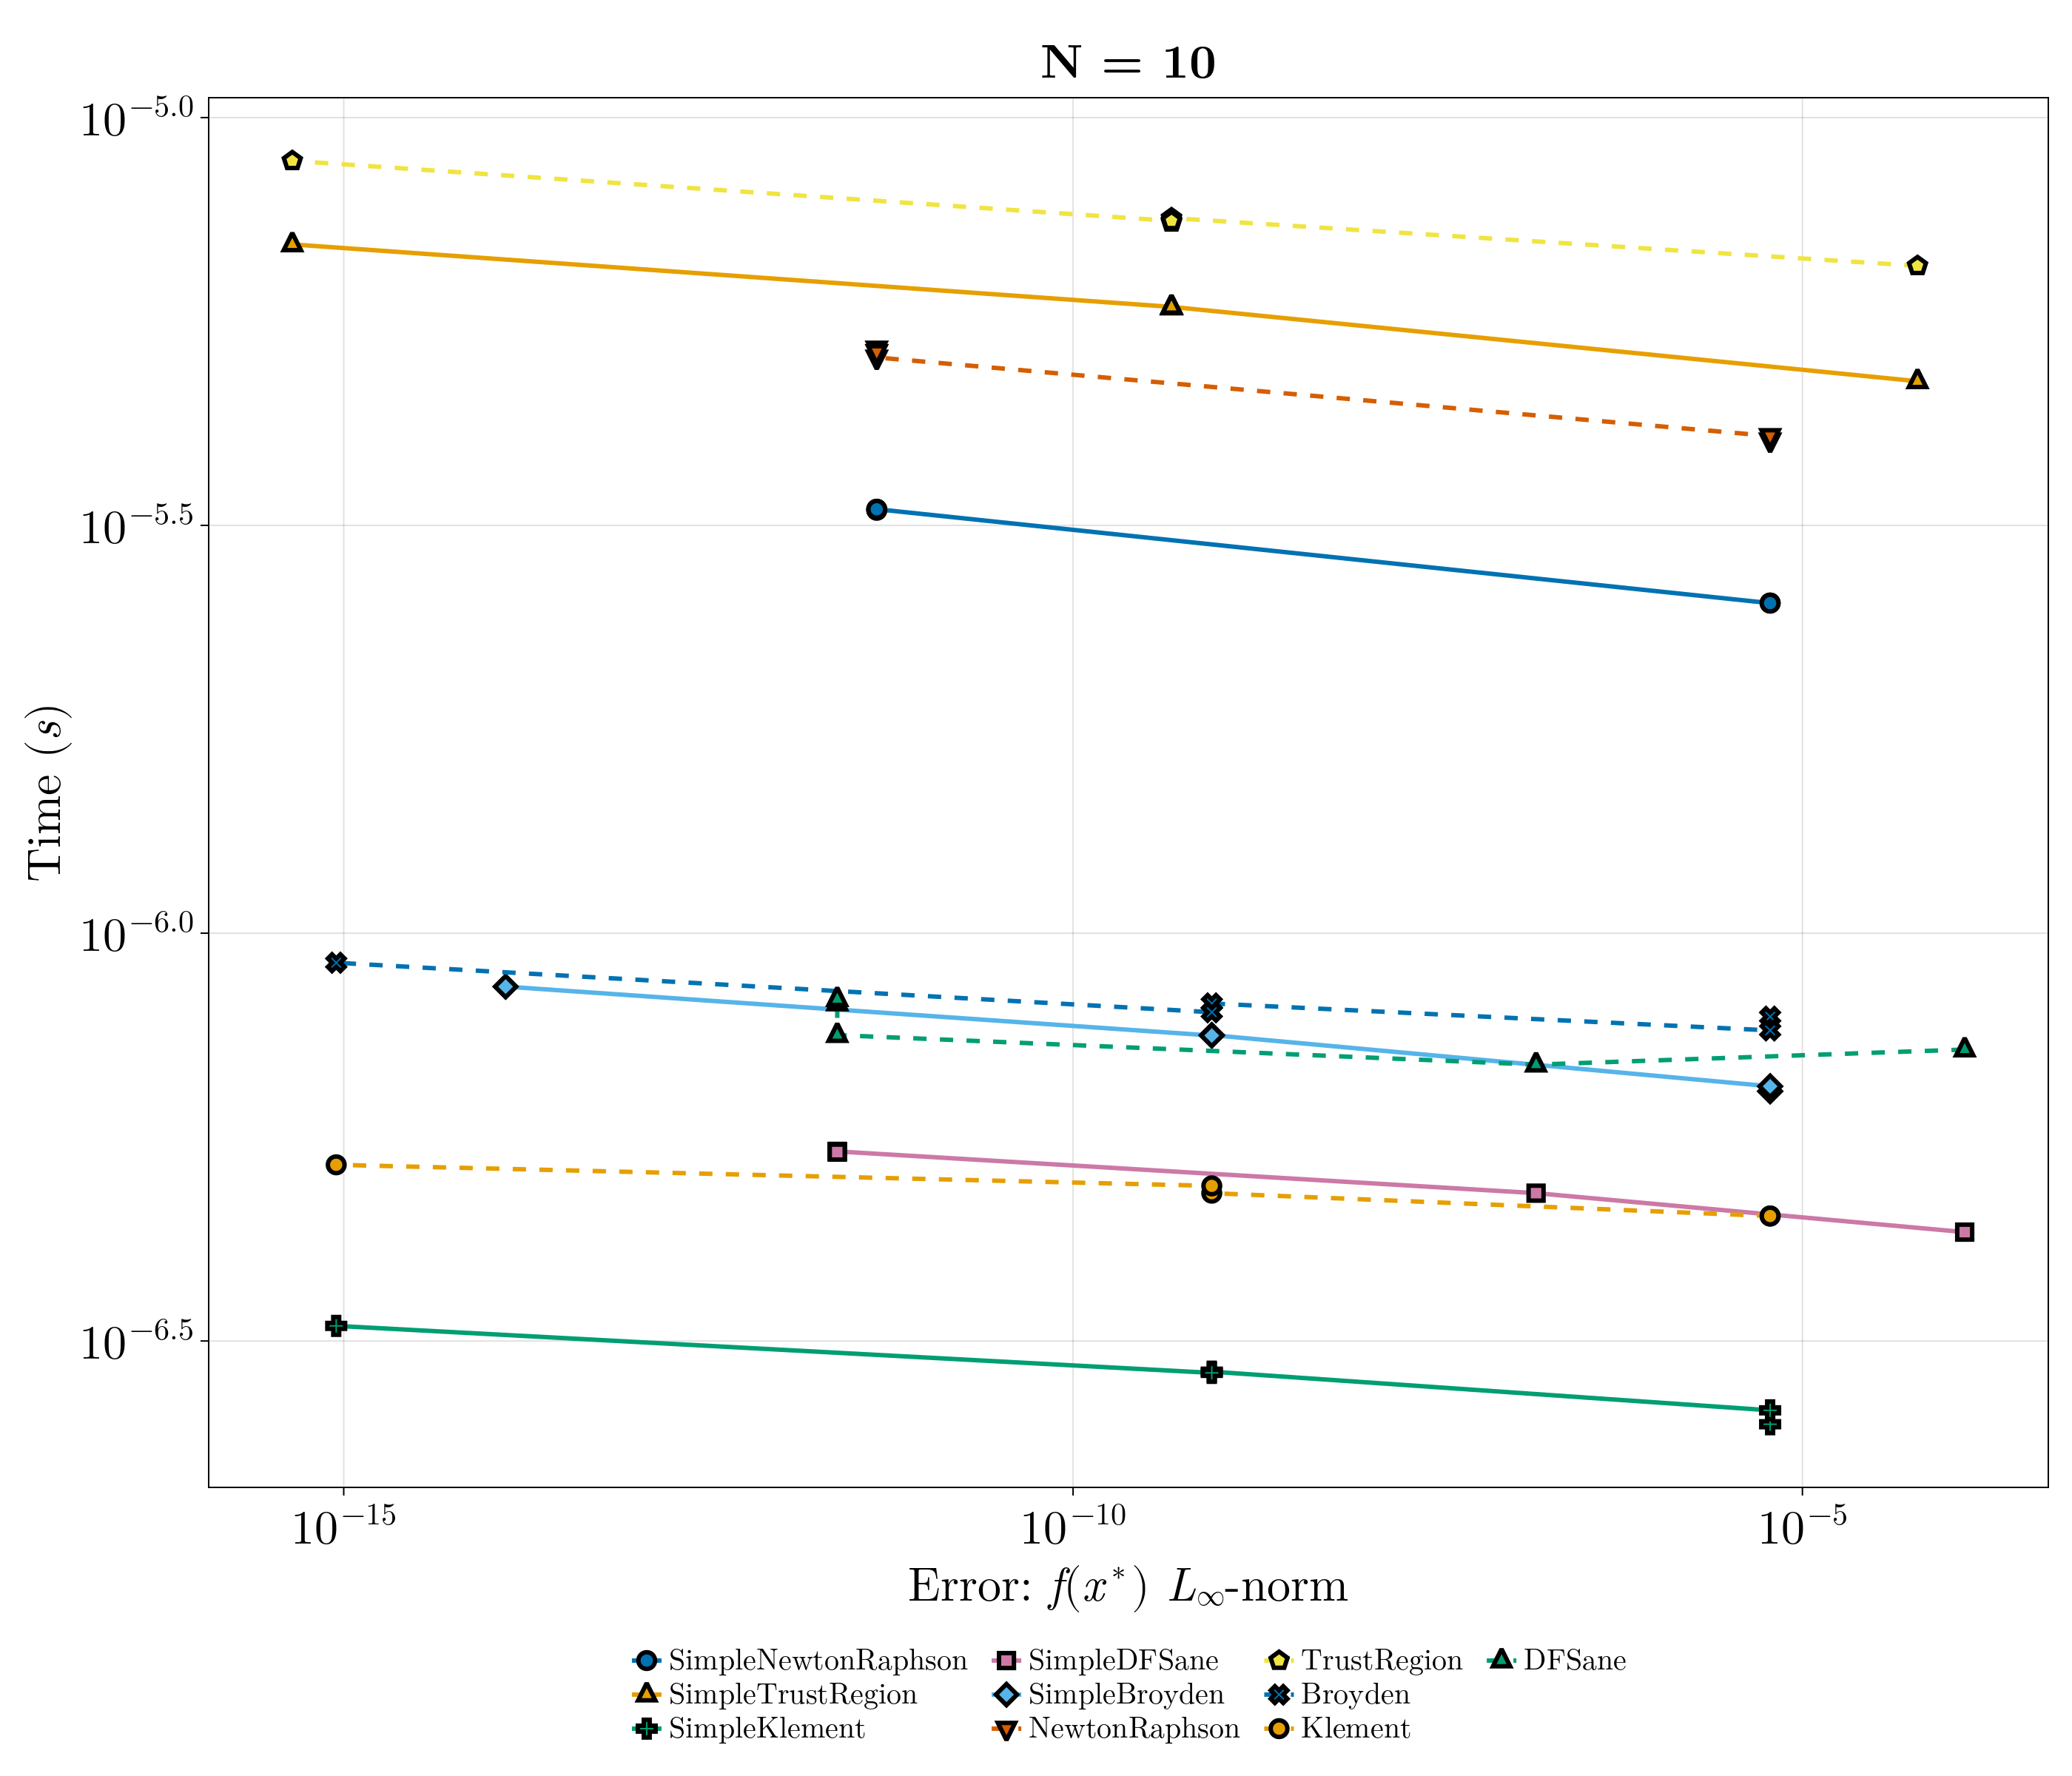 N = 10
10^−5.0
10^−5.5
10^−6.0
10^−6.5
Time (s)
10^−15 10^−10 10^−5
Error: f(x*) L∞-norm
SimpleNewtonRaphson SimpleDFSane TrustRegion DFSane
SimpleTrustRegion SimpleBroyden Broyden
SimpleKlement NewtonRaphson Klement